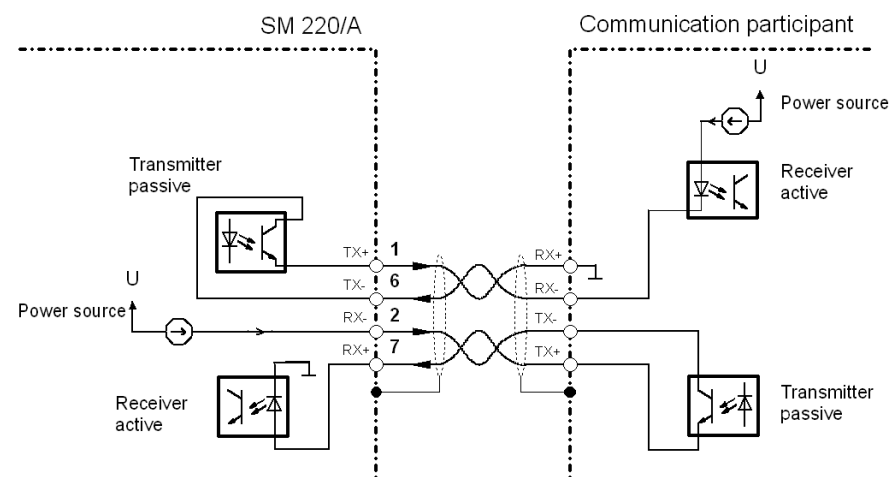 SM 220/A
Communication participant
U
Power source
Transmitter
passive
Receiver
active
TX+ 1 RX+
TX- 6 RX-
U
Power source
RX- 2 TX-
RX+ 7 TX+
Receiver
active
Transmitter
passive